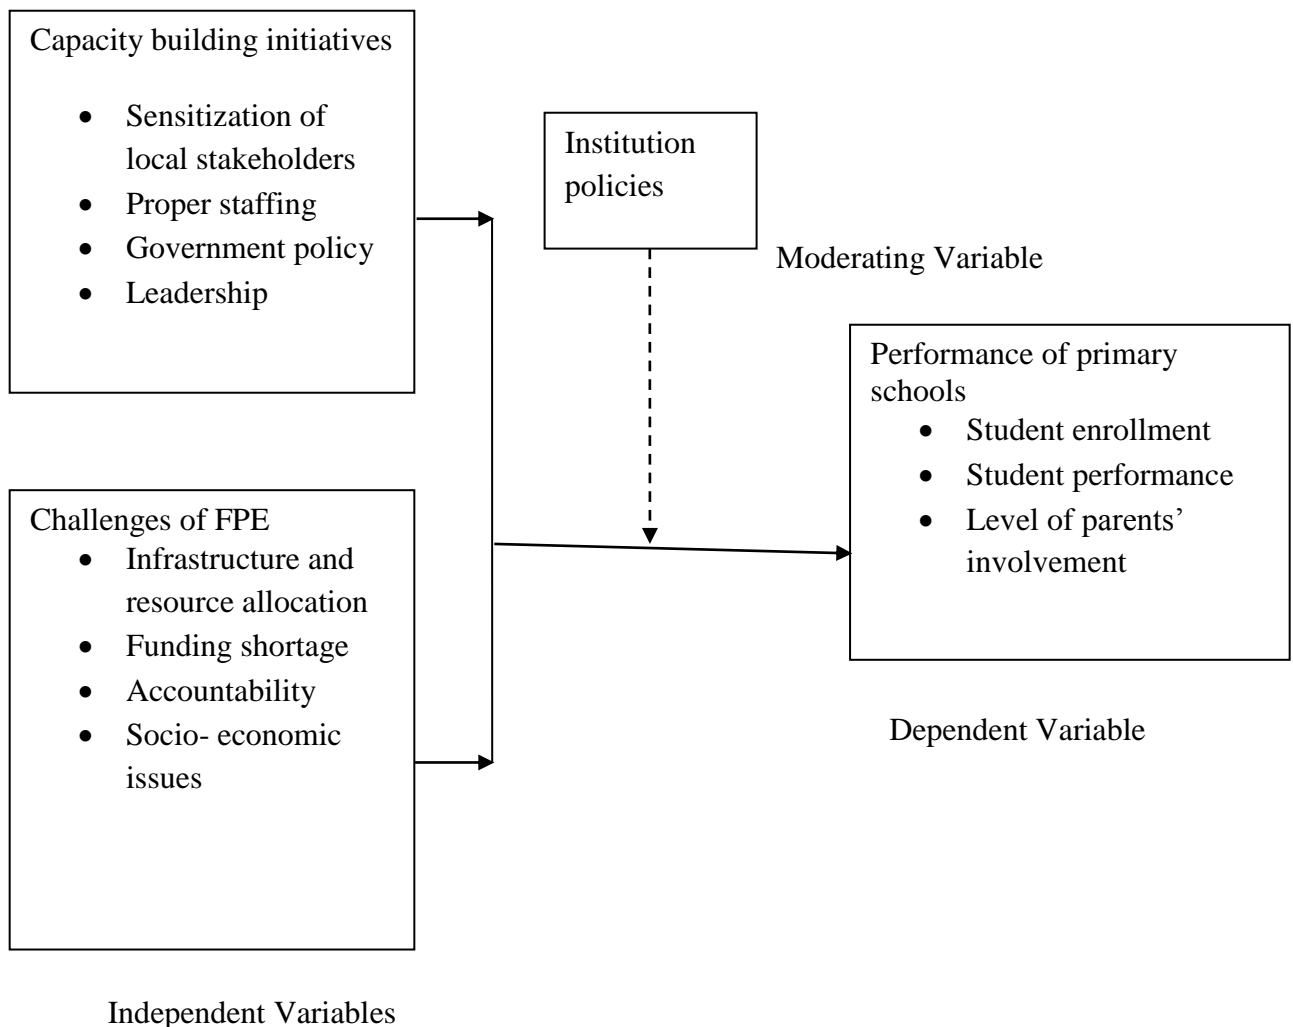 Capacity building initiatives
• Sensitization of
local stakeholders
• Proper staffing
• Government policy
• Leadership
Institution
policies
Moderating Variable
Performance of primary
schools
• Student enrollment
• Student performance
• Level of parents’
involvement
Dependent Variable
Challenges of FPE
• Infrastructure and
resource allocation
• Funding shortage
• Accountability
• Socio- economic
issues
Independent Variables